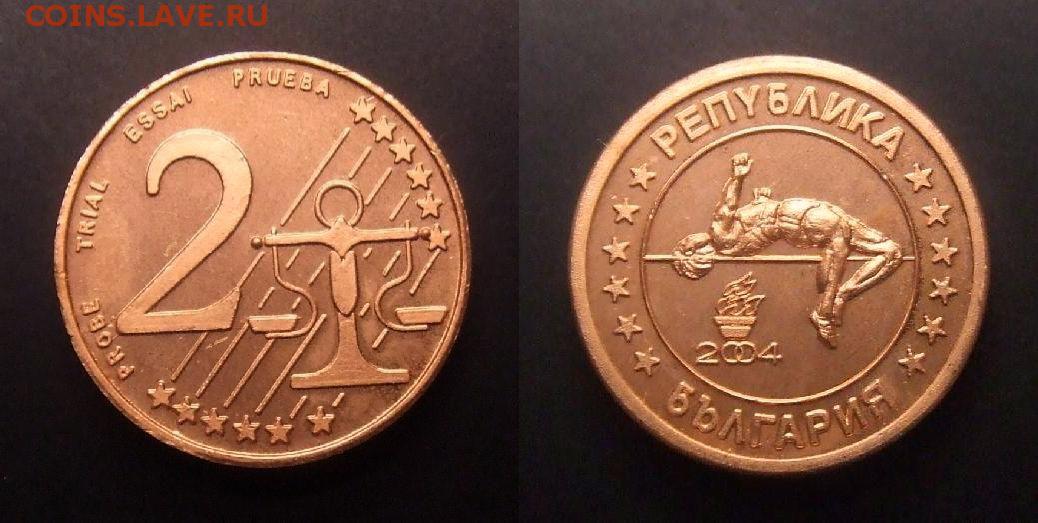 COINS.LAVE.RU
PROBE TRIAL ESSAI PRUEBA
2
РЕПУБЛИКА
2004
БЪЛГАРИЯ